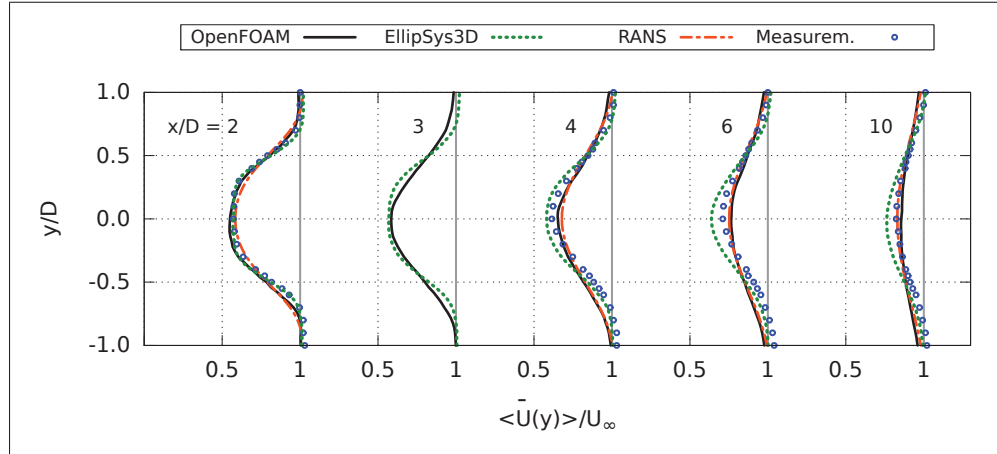 OpenFOAM EllipSys3D RANS Measurem.
1.0
0.5
0.0
-0.5
-1.0
y/D
x/D = 2 3 4 6 10
0.5 1 0.5 1 0.5 1 0.5 1 0.5 1
<Ū(y)>/U∞